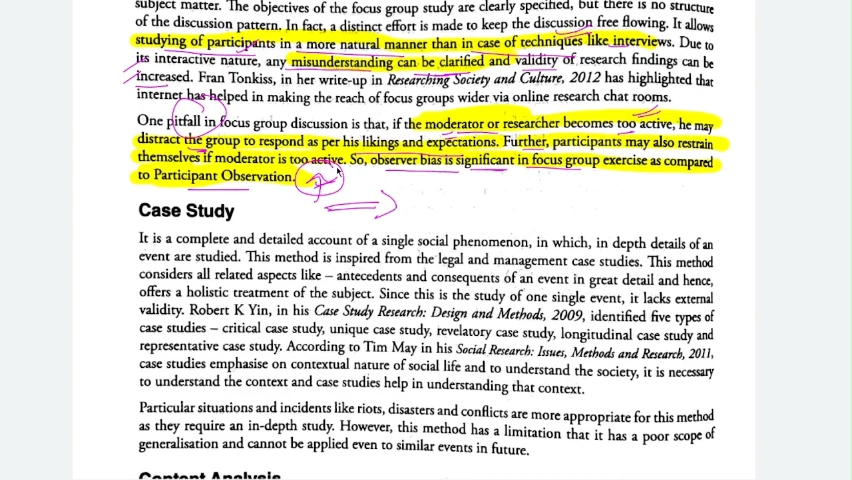 subject matter. The objectives of the focus group study are clearly specified, but there is no structure
of the discussion pattern. In fact, a distinct effort is made to keep the discussion free flowing. It allows
studying of participants in a more natural manner than in case of techniques like interviews. Due to
its interactive nature, any misunderstanding can be clarified and validity of research findings can be
increased. Fran Tonkiss, in her write-up in Researching Society and Culture, 2012 has highlighted that
internet has helped in making the reach of focus groups wider via online research chat rooms.
One pitfall in focus group discussion is that, if the moderator or researcher becomes too active, he may
distract the group to respond as per his likings and expectations. Further, participants may also restrain
themselves if moderator is too active. So, observer bias is significant in focus group exercise as compared
to Participant Observation.
Case Study
It is a complete and detailed account of a single social phenomenon, in which, in depth details of an
event are studied. This method is inspired from the legal and management case studies. This method
considers all related aspects like – antecedents and consequents of an event in great detail and hence,
offers a holistic treatment of the subject. Since this is the study of one single event, it lacks external
validity. Robert K Yin, in his Case Study Research: Design and Methods, 2009, identified five types of
case studies – critical case study, unique case study, revelatory case study, longitudinal case study and
representative case study. According to Tim May in his Social Research: Issues, Methods and Research, 2011,
case studies emphasise on contextual nature of social life and to understand the society, it is necessary
to understand the context and case studies help in understanding that context.
Particular situations and incidents like riots, disasters and conflicts are more appropriate for this method
as they require an in-depth study. However, this method has a limitation that it has a poor scope of
generalisation and cannot be applied even to similar events in future.
Content Analysis